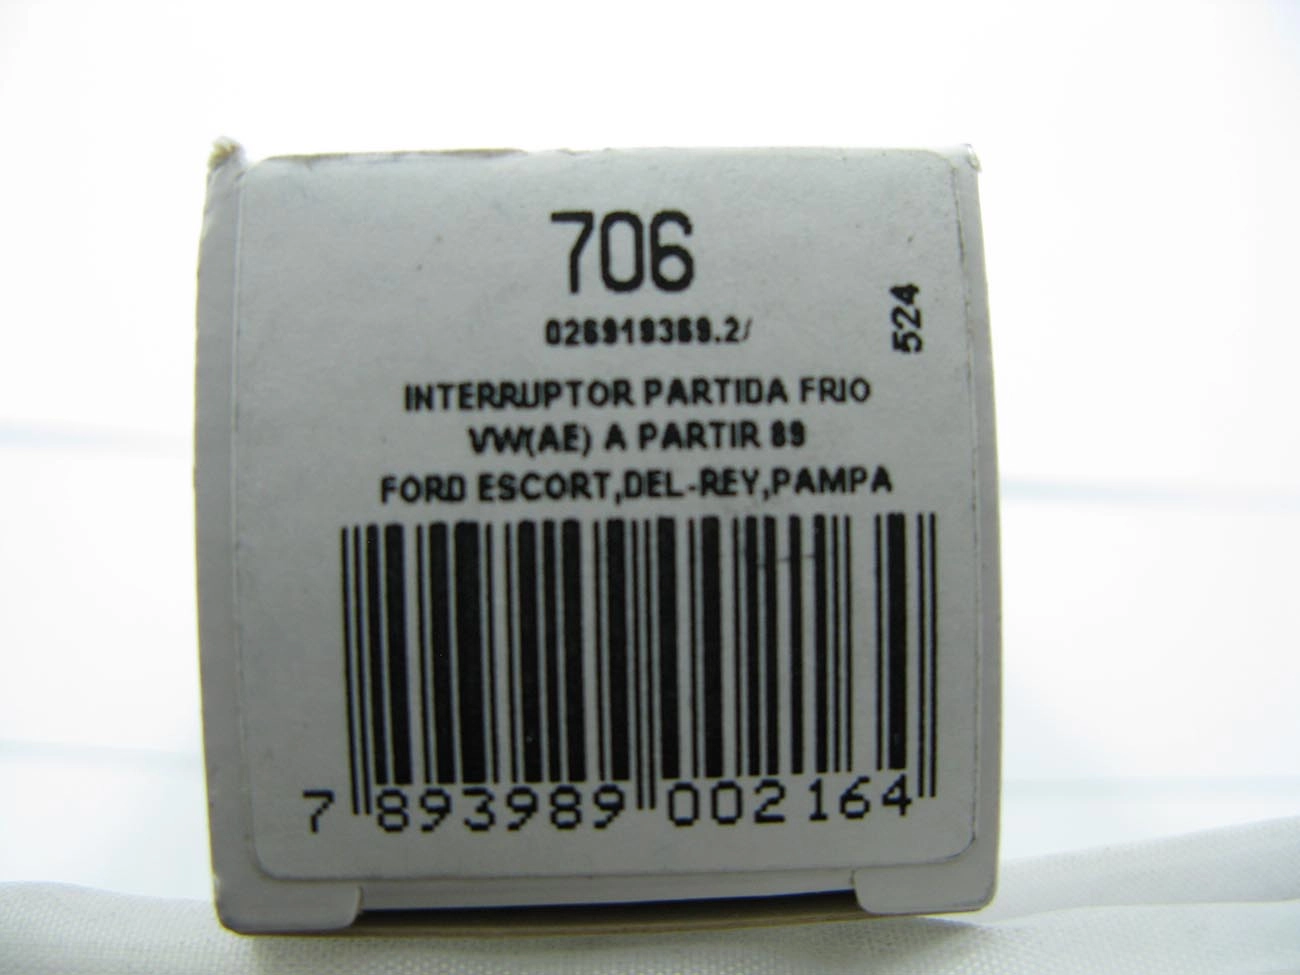 706
026919369.2/
524
INTERRUPTOR PARTIDA FRIO
VW(AE) A PARTIR 89
FORD ESCORT,DEL-REY,PAMPA
7 893989 002164